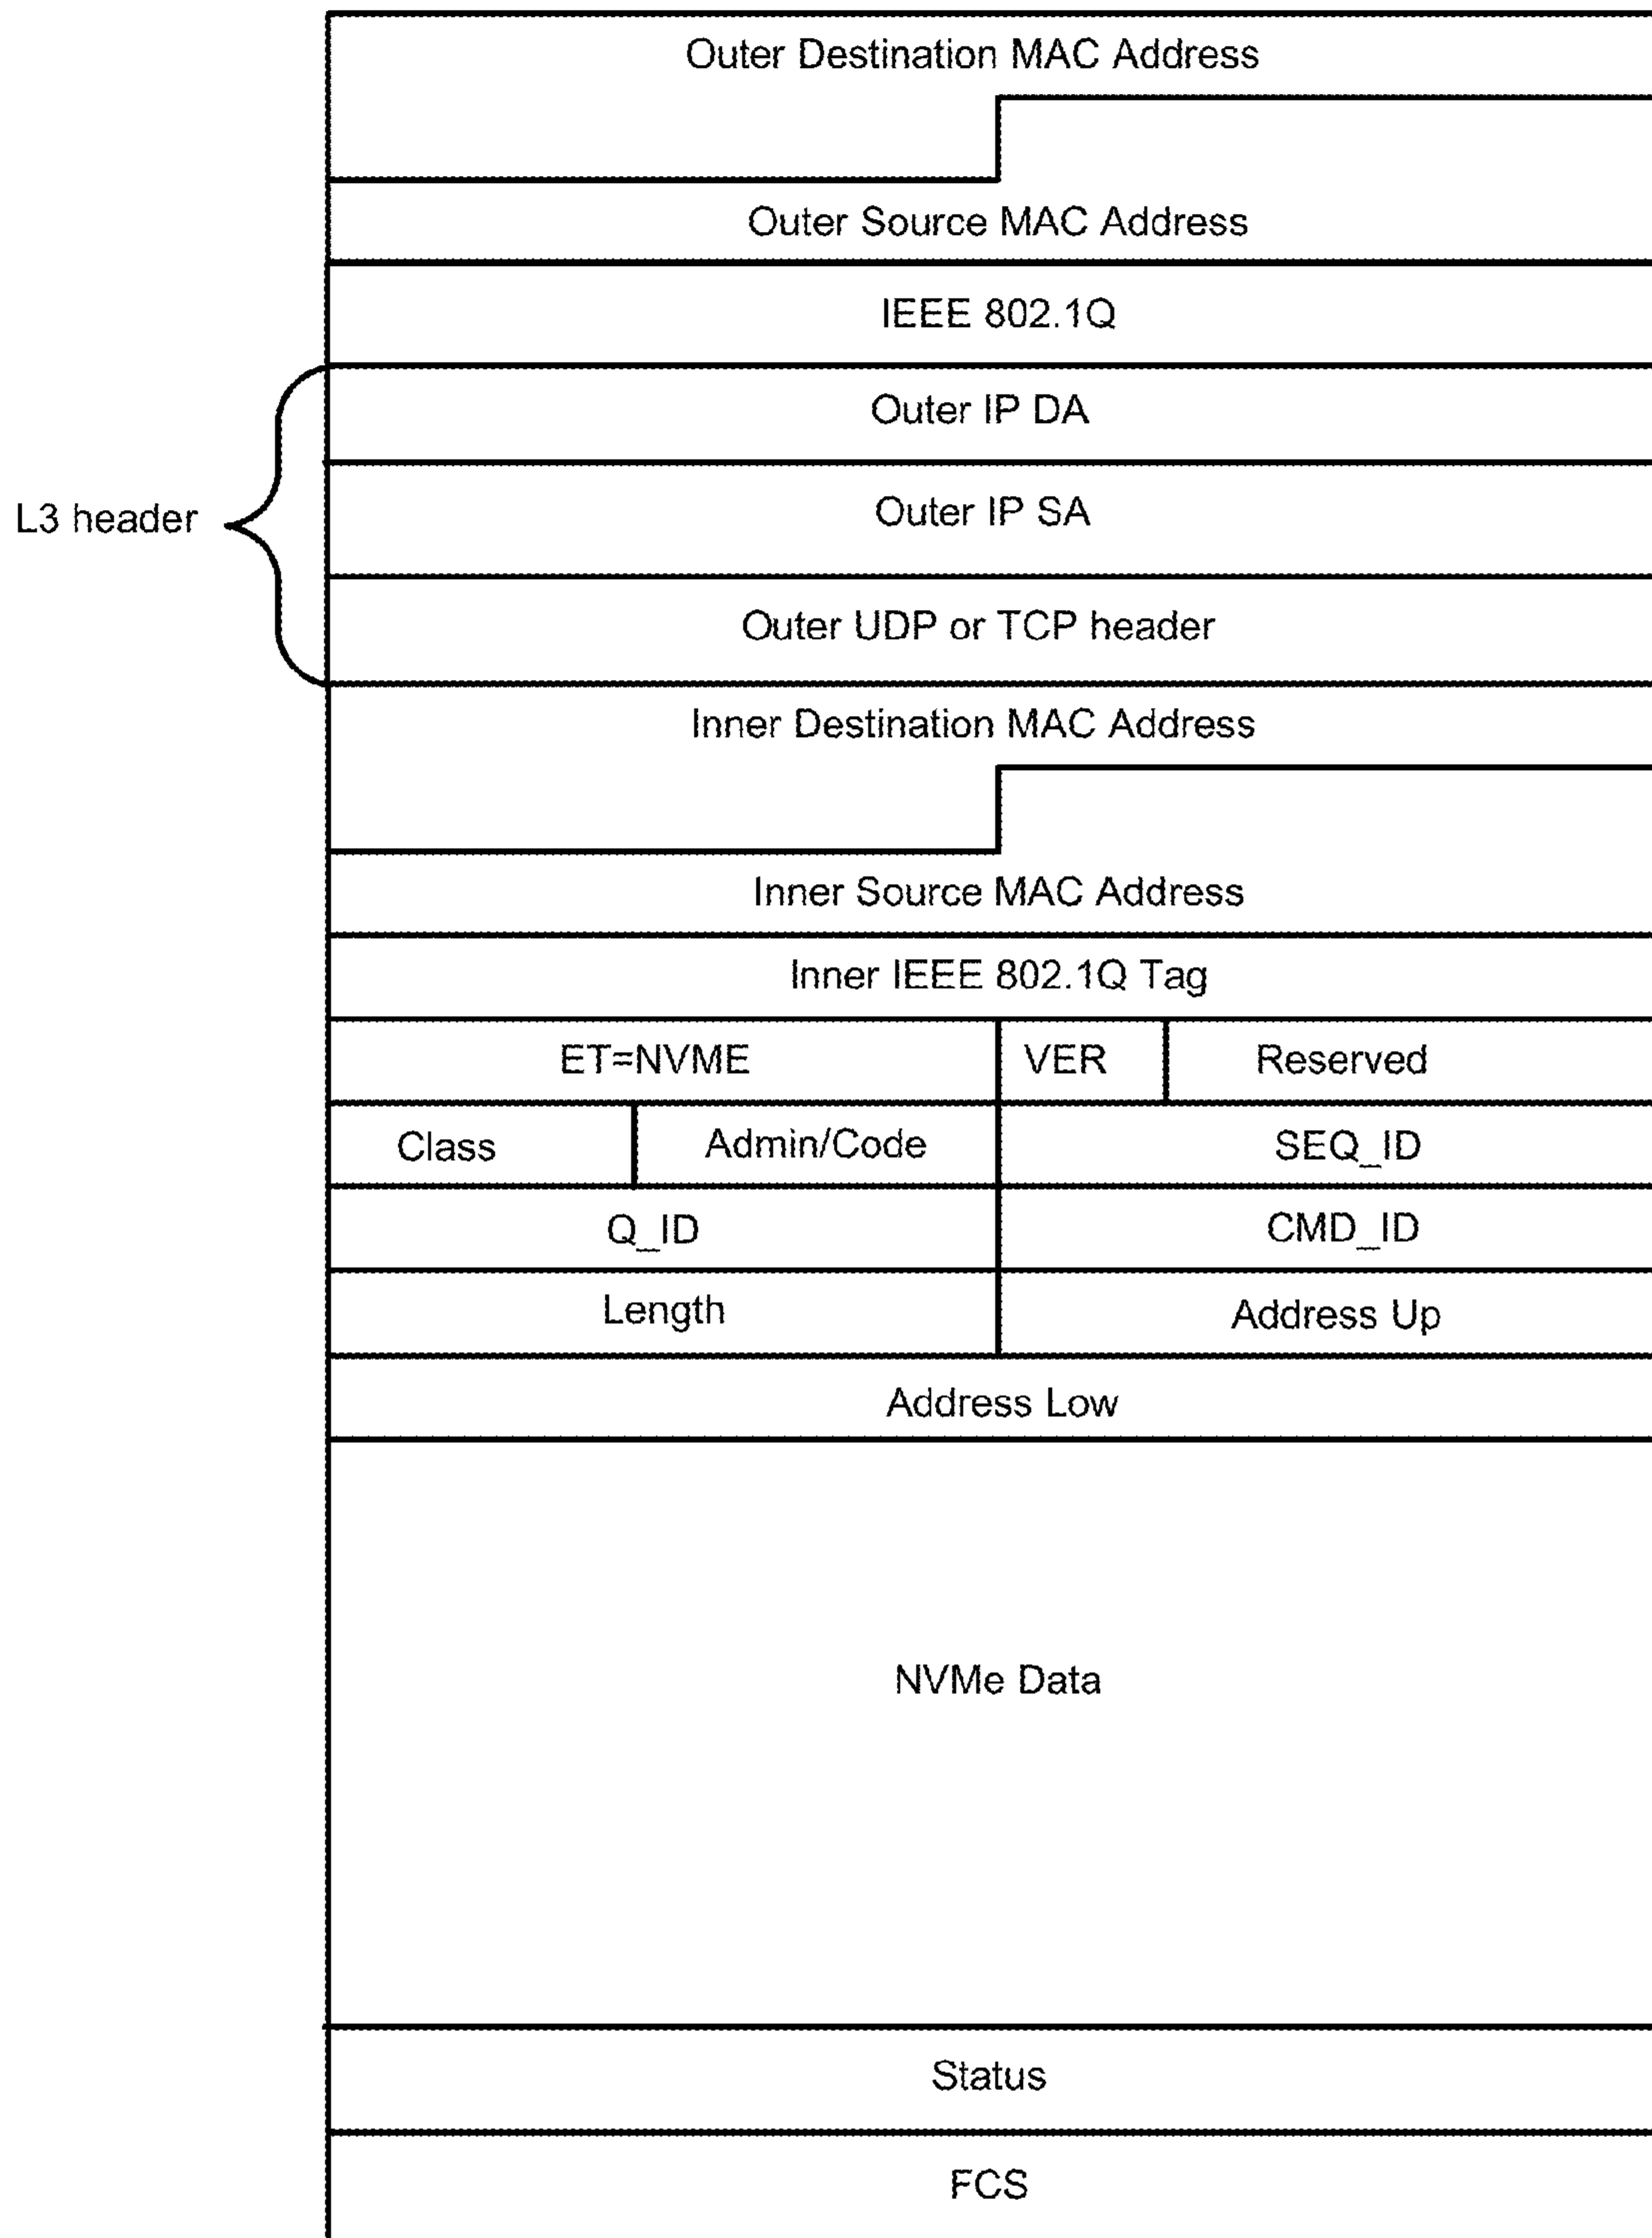 Outer Destination MAC Address
Outer Source MAC Address
IEEE 802.1Q
Outer IP DA
L3 header
Outer IP SA
Outer UDP or TCP header
Inner Destination MAC Address
Inner Source MAC Address
Inner IEEE 802.1Q Tag
ET=NVME VER Reserved
Class Admin/Code SEQ_ID
Q_ID CMD_ID
Length Address Up
Address Low
NVMe Data
Status
FCS